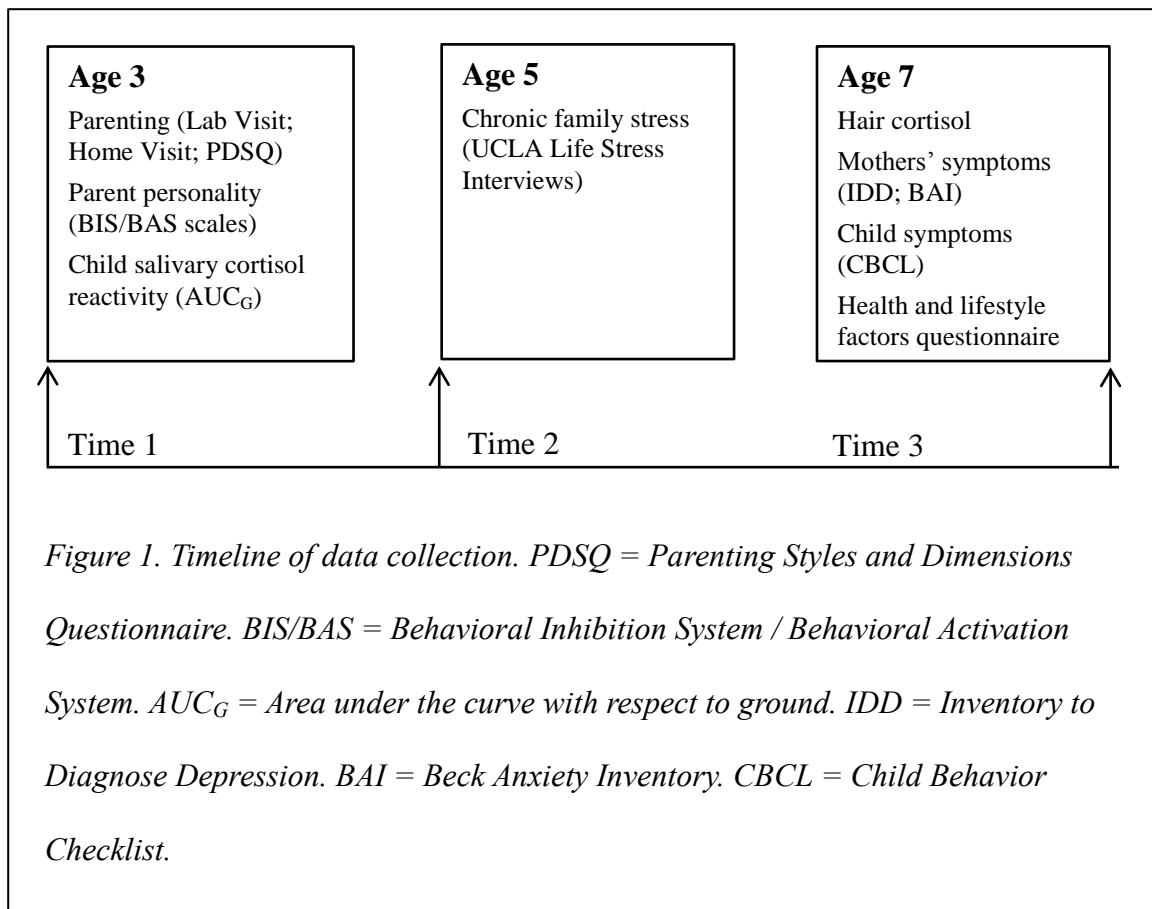 Age 3
Parenting (Lab Visit;
Home Visit; PDSQ)
Parent personality
(BIS/BAS scales)
Child salivary cortisol
reactivity (AUCG)
Age 5
Chronic family stress
(UCLA Life Stress
Interviews)
Age 7
Hair cortisol
Mothers’ symptoms
(IDD; BAI)
Child symptoms
(CBCL)
Health and lifestyle
factors questionnaire
Time 1
Time 2
Time 3
Figure 1. Timeline of data collection. PDSQ = Parenting Styles and Dimensions
Questionnaire. BIS/BAS = Behavioral Inhibition System / Behavioral Activation
System. AUCG = Area under the curve with respect to ground. IDD = Inventory to
Diagnose Depression. BAI = Beck Anxiety Inventory. CBCL = Child Behavior
Checklist.